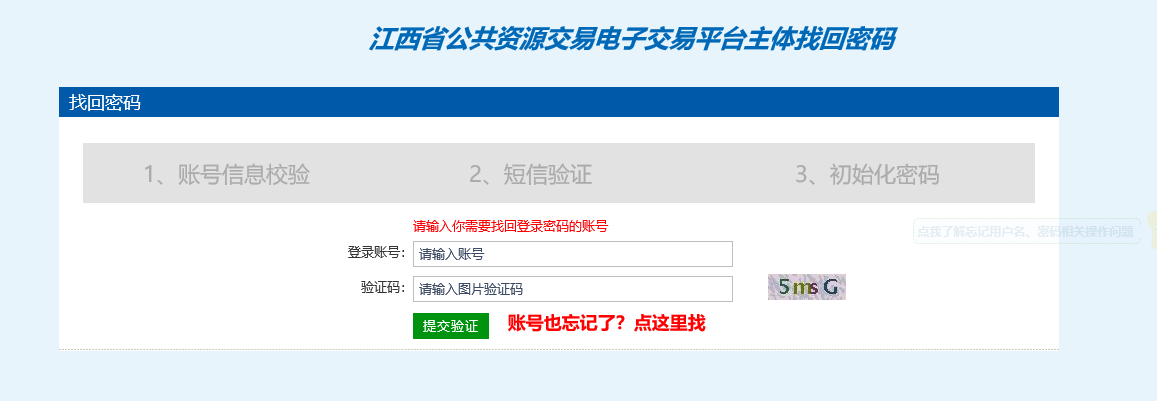 江西省公共资源交易电子交易平台主体找回密码
找回密码
1、账号信息校验 2、短信验证 3、初始化密码
请输入你需要找回登录密码的账号
点我了解忘记用户名、密码相关操作问题
登录账号: 请输入账号
验证码: 请输入图片验证码 5msG
提交验证 账号也忘记了？点这里找